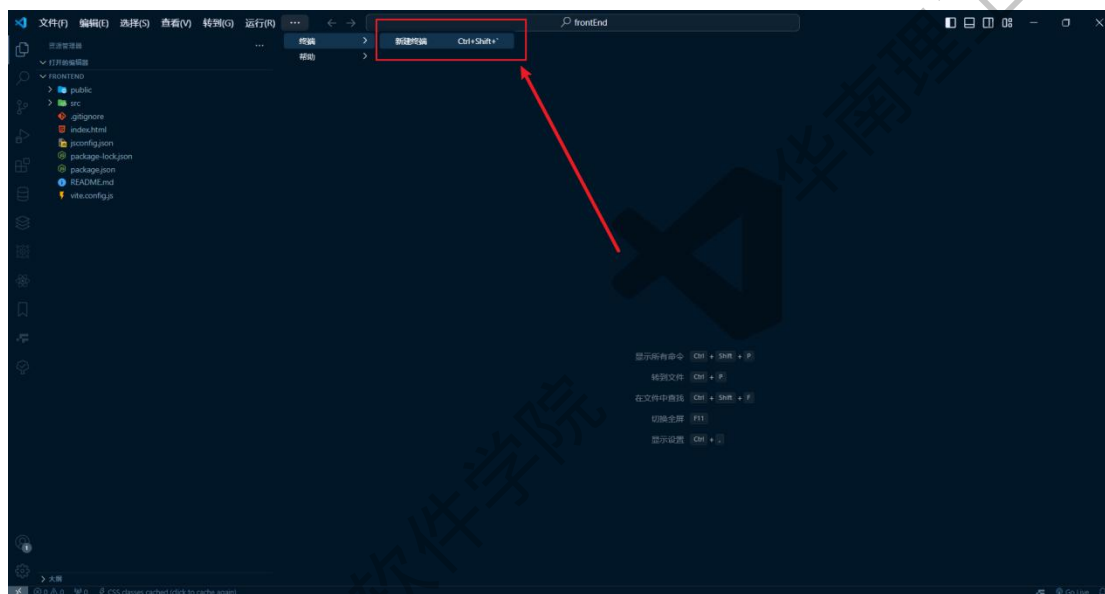 文件(F) 编辑(E) 选择(S) 查看(V) 转到(G) 运行(R) ··· frontEnd
资源管理器 ···
终端 新建终端 Ctrl+Shift+`
帮助
打开的编辑器
FRONTEND
public
src
.gitignore
index.html
jsconfig.json
package-lock.json
package.json
README.md
vite.config.js
显示所有命令 Ctrl + Shift + P
转到文件 Ctrl + P
在文件中查找 Ctrl + Shift + F
切换全屏 F11
显示设置 Ctrl + ,
大纲
0 0 0 CSS classes cached (click to cache again) Go Live
华南理工
软件学院